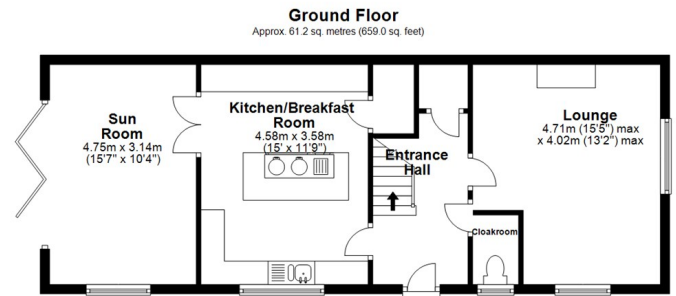 Ground Floor
Approx. 61.2 sq. metres (659.0 sq. feet)
Sun
Room
4.75m x 3.14m
(15'7" x 10'4")
Kitchen/Breakfast
Room
4.58m x 3.58m
(15' x 11'9")
Entrance
Hall
Lounge
4.71m (15'5") max
x 4.02m (13'2") max
Cloakroom